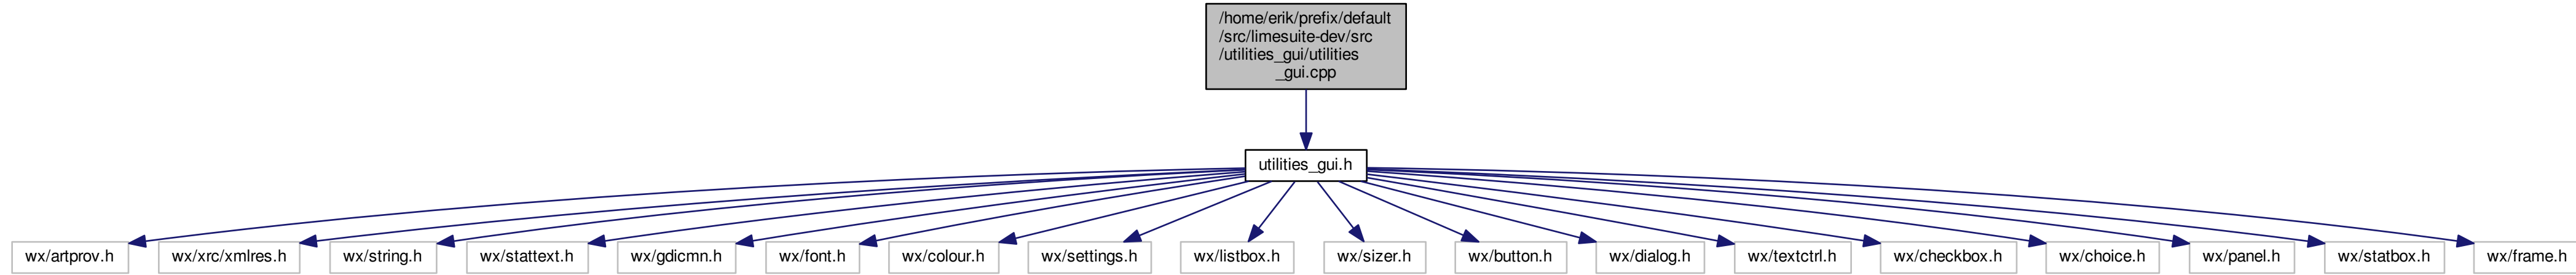 /home/erik/prefix/default
/src/limesuite-dev/src
/utilities_gui/utilities
_gui.cpp
utilities_gui.h
wx/artprov.h
wx/xrc/xmlres.h
wx/string.h
wx/stattext.h
wx/gdicmn.h
wx/font.h
wx/colour.h
wx/settings.h
wx/listbox.h
wx/sizer.h
wx/button.h
wx/dialog.h
wx/textctrl.h
wx/checkbox.h
wx/choice.h
wx/panel.h
wx/statbox.h
wx/frame.h